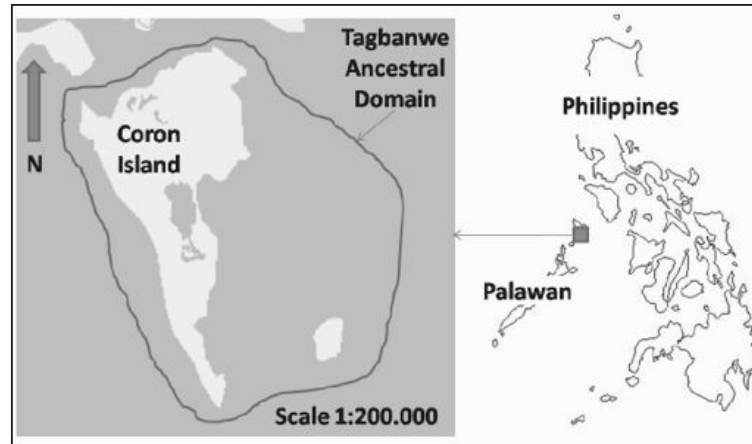 Tagbanwe
Ancestral
Domain
N
Coron
Island
Scale 1:200.000
Philippines
Palawan